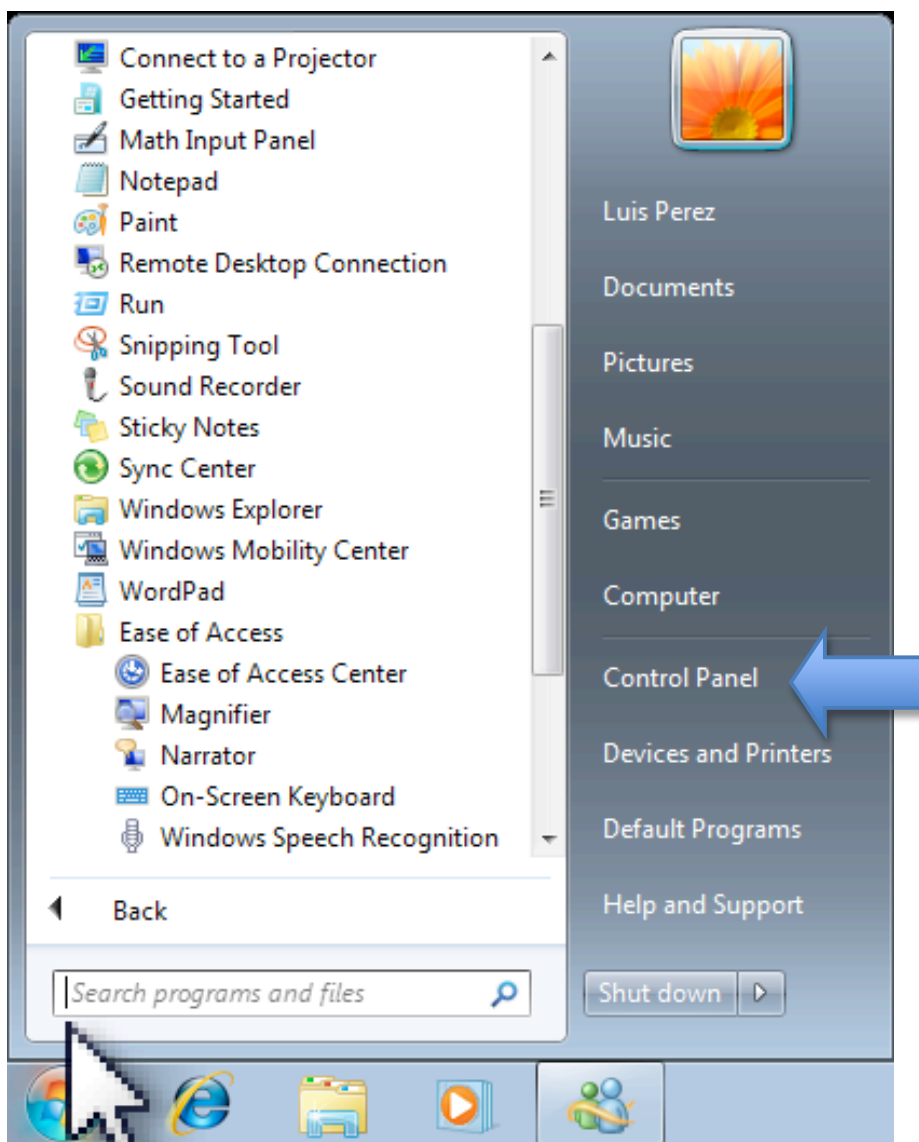 Connect to a Projector
Getting Started
Math Input Panel
Notepad
Paint
Remote Desktop Connection
Run
Snipping Tool
Sound Recorder
Sticky Notes
Sync Center
Windows Explorer
Windows Mobility Center
WordPad
Ease of Access
Ease of Access Center
Magnifier
Narrator
On-Screen Keyboard
Windows Speech Recognition
Back
Search programs and files
Luis Perez
Documents
Pictures
Music
Games
Computer
Control Panel
Devices and Printers
Default Programs
Help and Support
Shut down